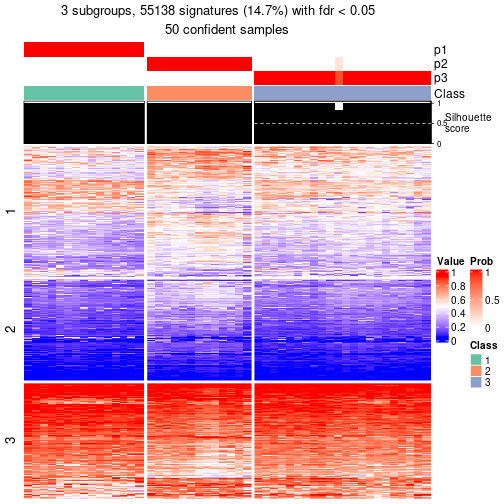 3 subgroups, 55138 signatures (14.7%) with fdr < 0.05
50 confident samples
p1
p2
p3
Class
1
0.5
0
Silhouette
score
1
2
3
Value
1
0.8
0.6
0.4
0.2
0
Prob
1
0.5
0
Class
1
2
3